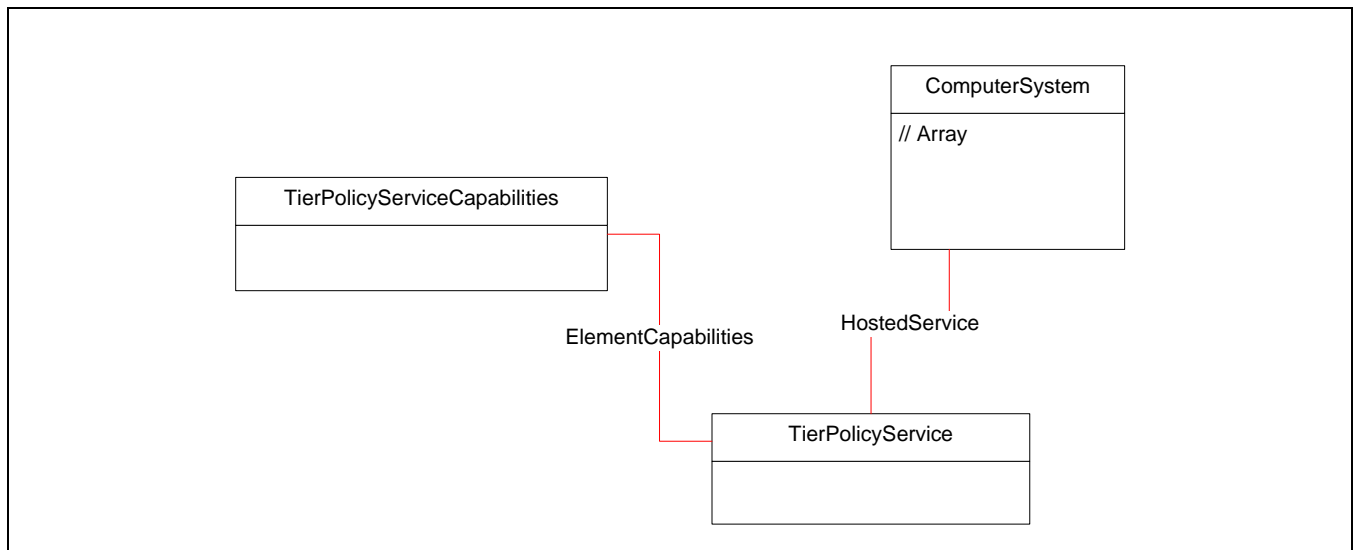 ComputerSystem
// Array
TierPolicyServiceCapabilities
HostedService
ElementCapabilities
TierPolicyService